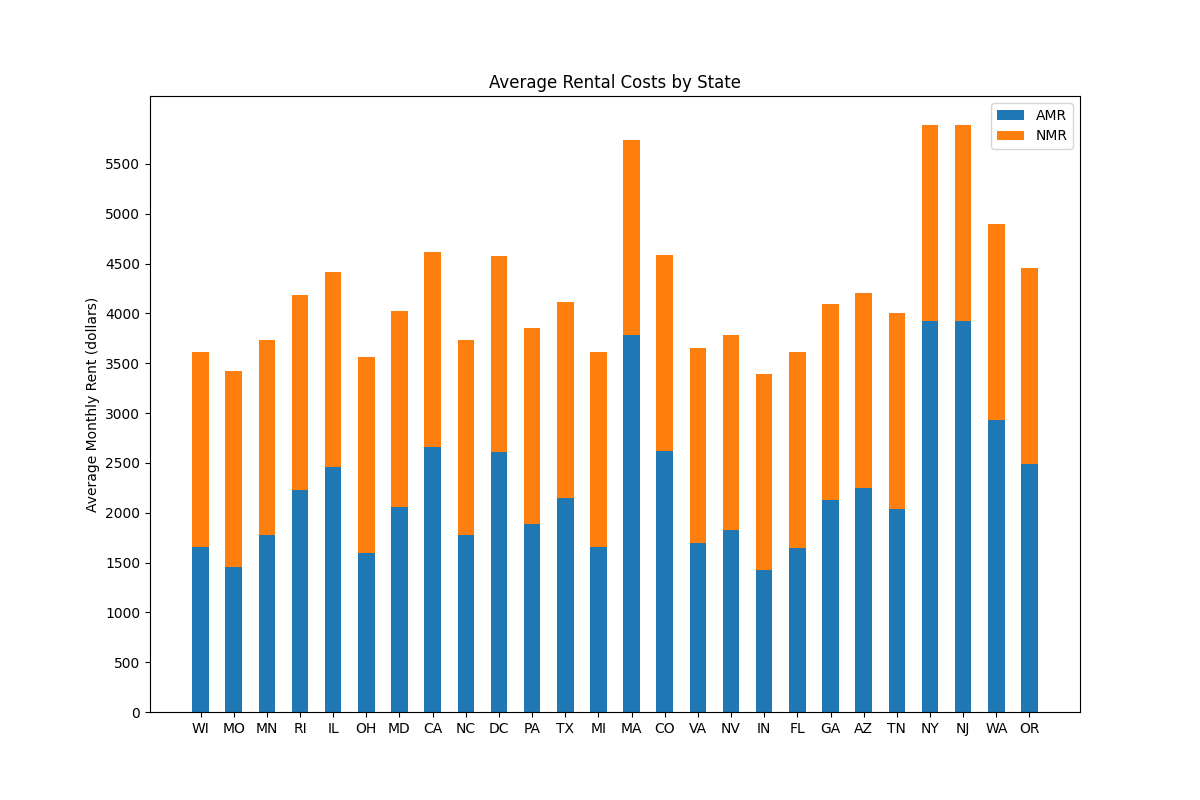 Average Rental Costs by State
AMR
NMR
Average Monthly Rent (dollars)
5500
5000
4500
4000
3500
3000
2500
2000
1500
1000
500
0
WI MO MN RI IL OH MD CA NC DC PA TX MI MA CO VA NV IN FL GA AZ TN NY NJ WA OR